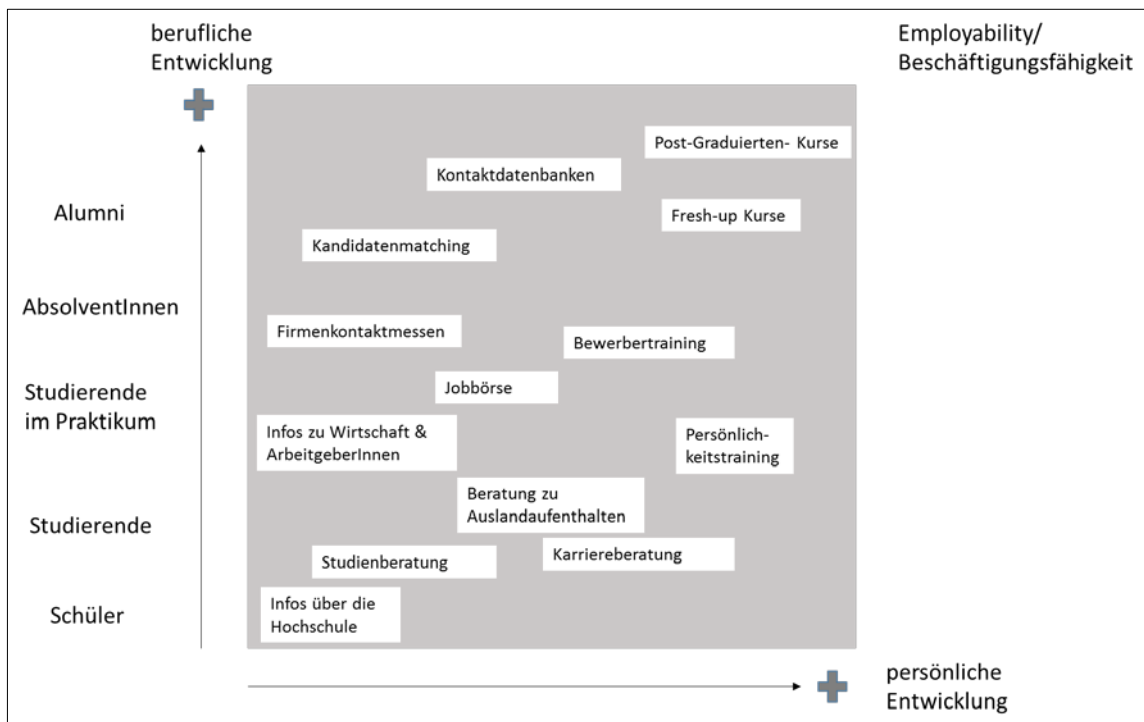 berufliche
Entwicklung
Employability/
Beschäftigungsfähigkeit
Post-Graduierten- Kurse
Kontaktdatenbanken
Alumni
Fresh-up Kurse
Kandidatenmatching
AbsolventInnen
Firmenkontaktmessen
Bewerbertraining
Jobbörse
Studierende
im Praktikum
Infos zu Wirtschaft &
ArbeitgeberInnen
Persönlich-
keitstraining
Beratung zu
Auslandaufenthalten
Studierende
Karriereberatung
Studienberatung
Infos über die
Hochschule
Schüler
persönliche
Entwicklung